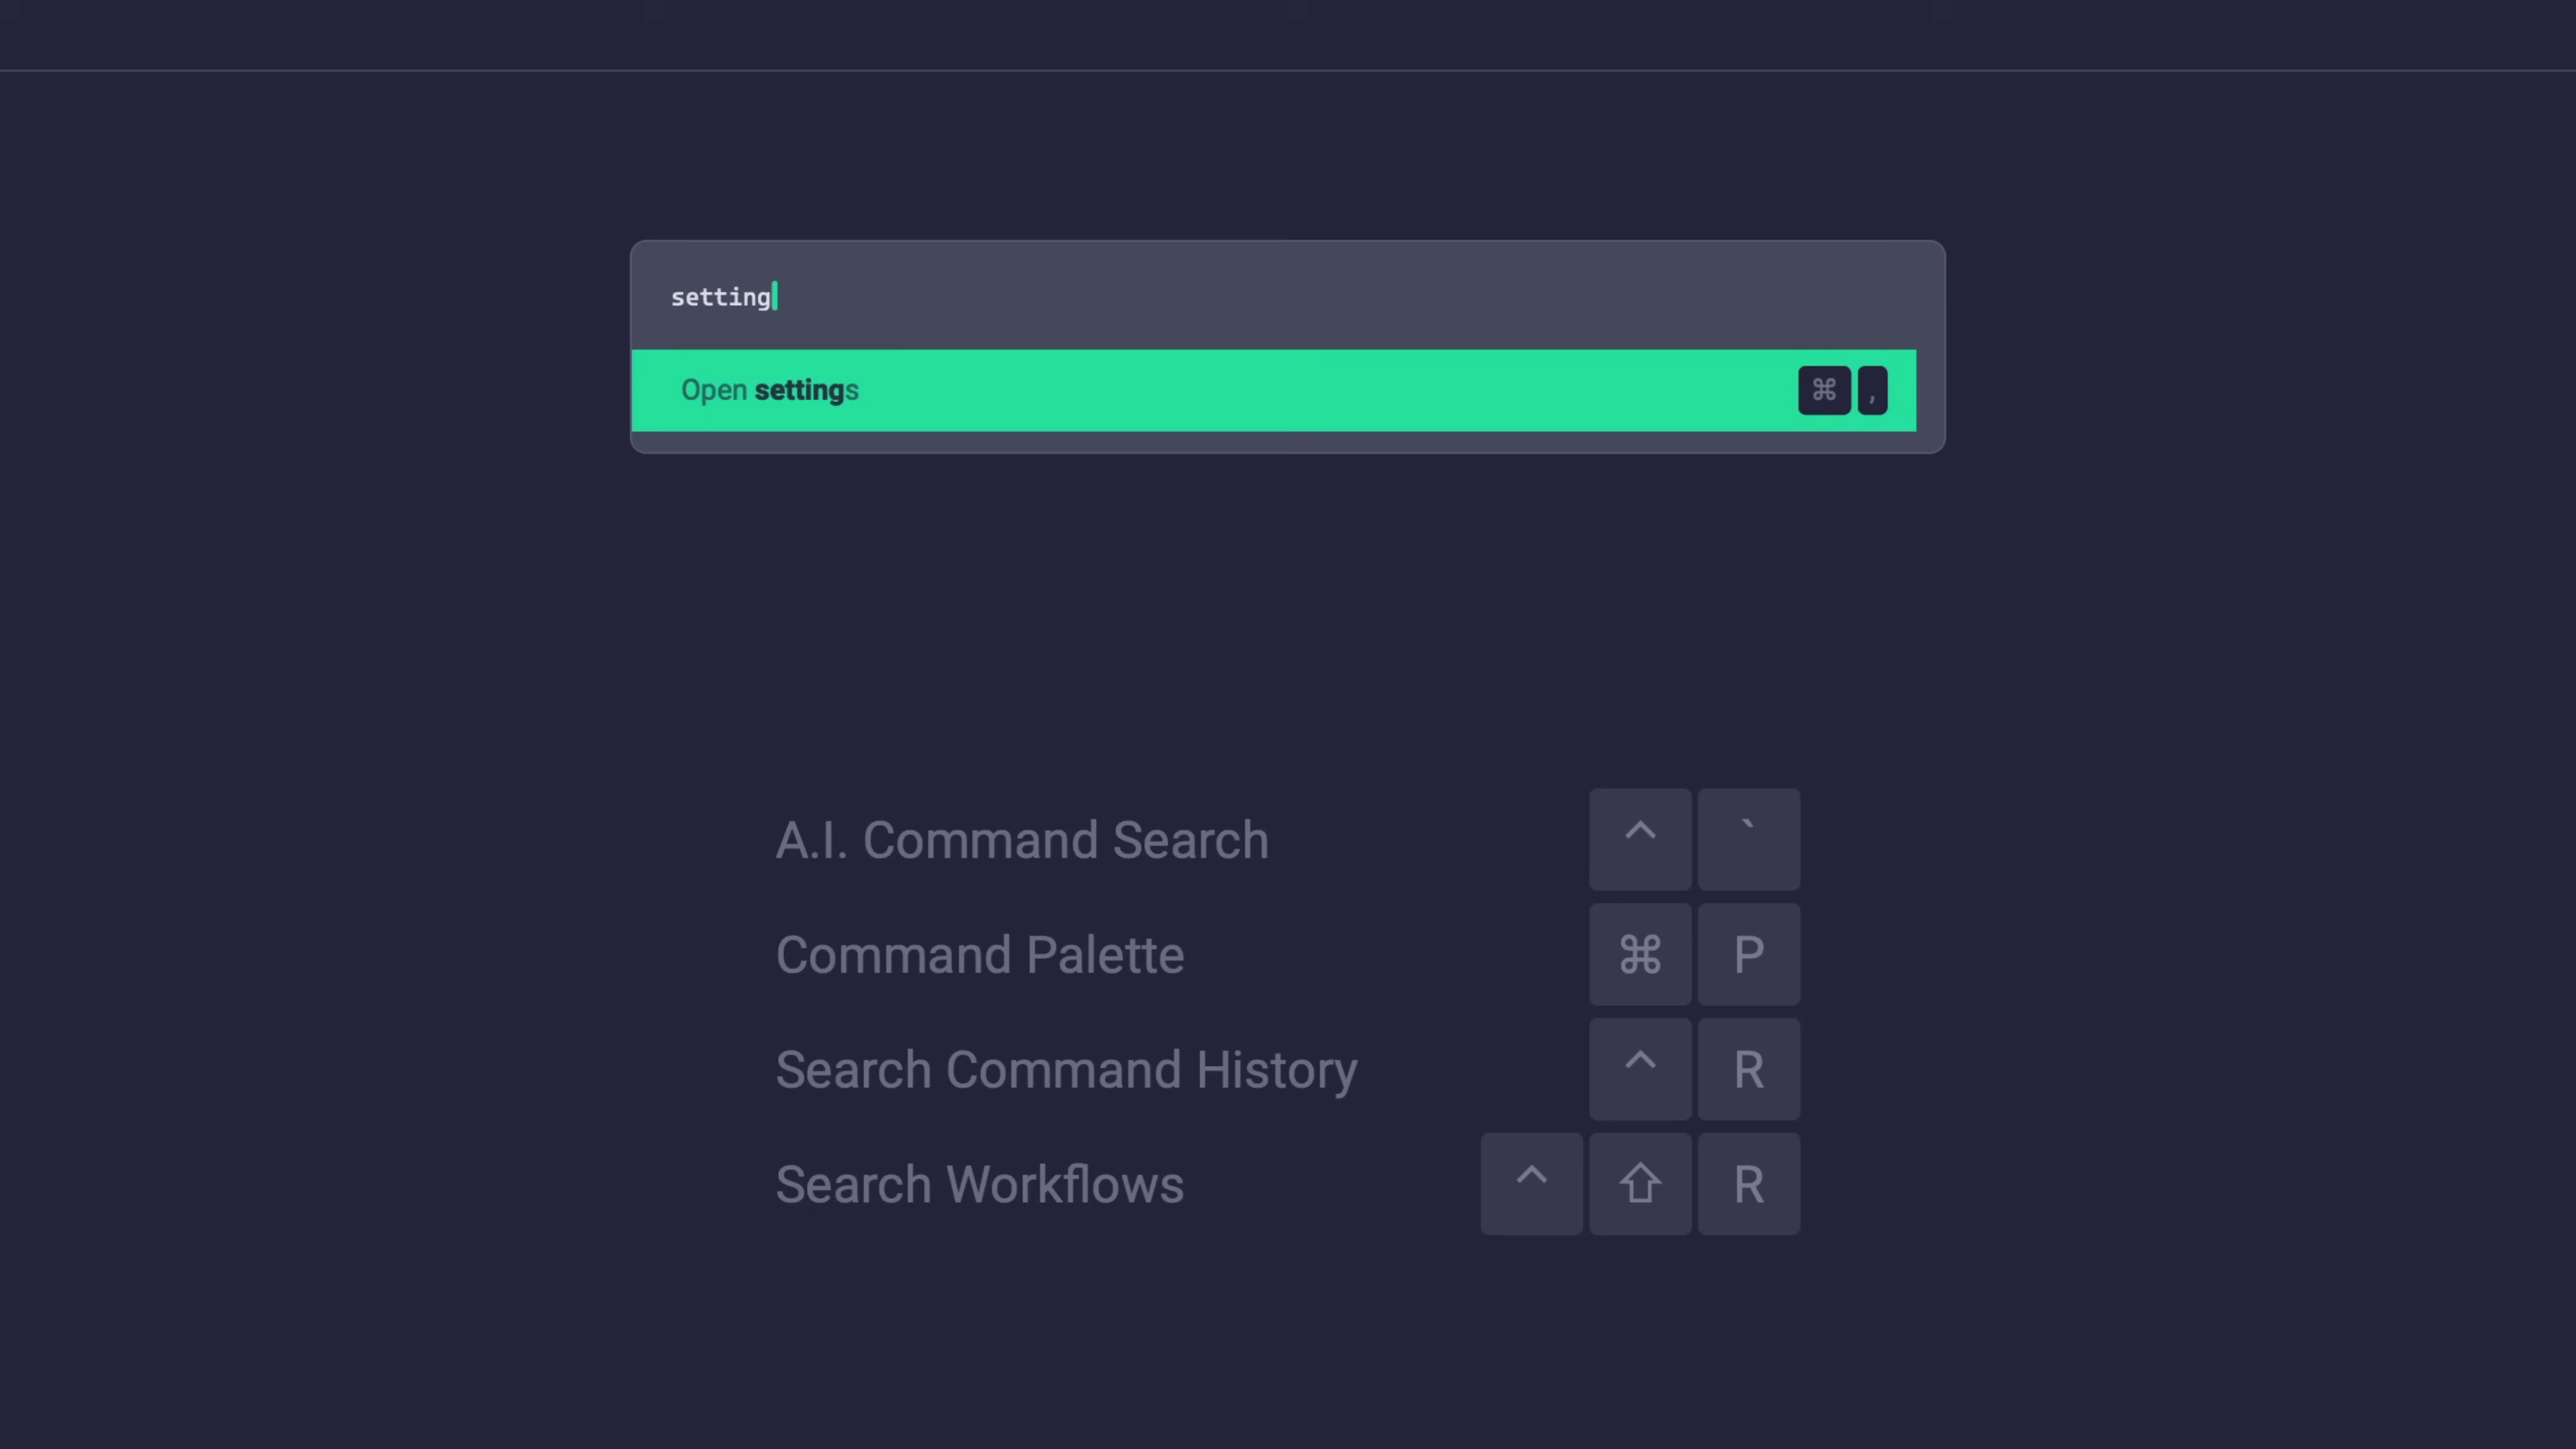 setting
Open settings ⌘ ,
A.I. Command Search ^ `
Command Palette ⌘ P
Search Command History ^ R
Search Workflows ^ ⇧ R